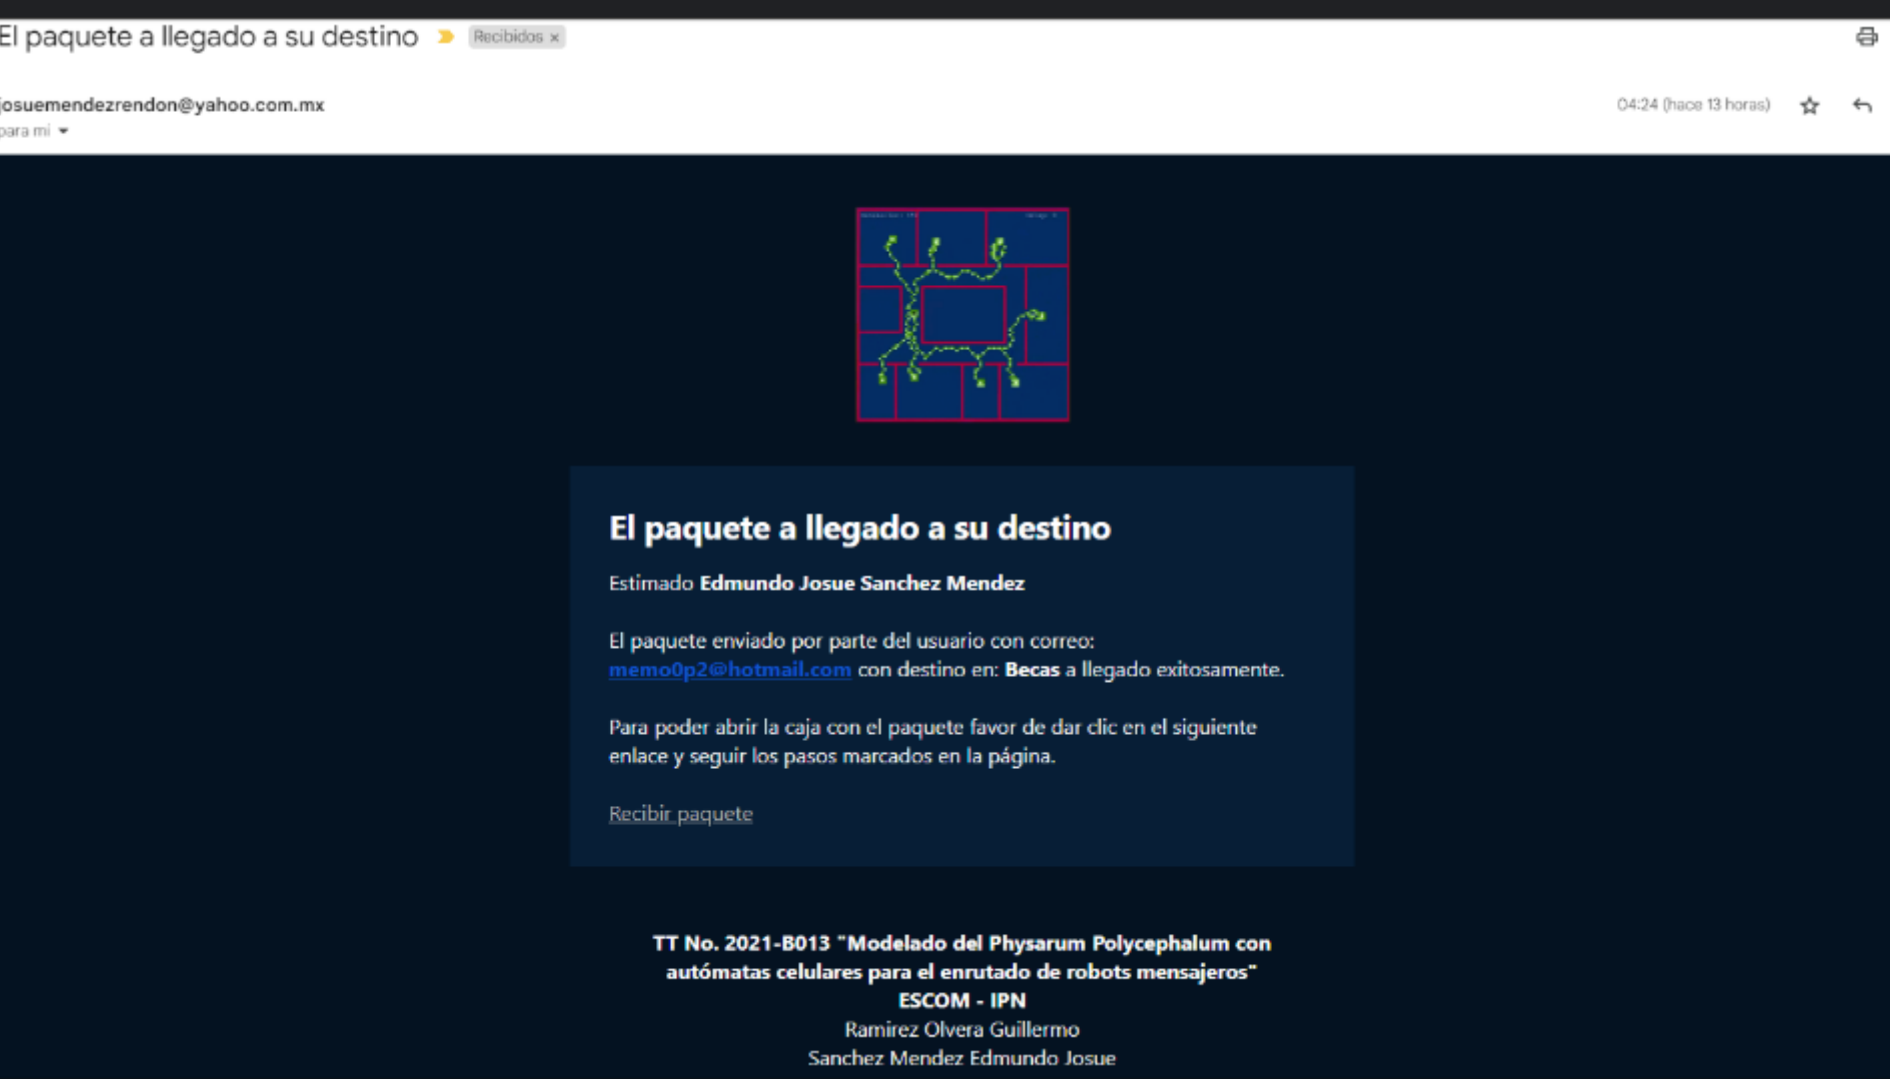 El paquete a llegado a su destino Recibidos ×
josuemendezrendon@yahoo.com.mx 04:24 (hace 13 horas)
para mi
El paquete a llegado a su destino
Estimado Edmundo Josue Sanchez Mendez
El paquete enviado por parte del usuario con correo:
memo0p2@hotmail.com con destino en: Becas a llegado exitosamente.
Para poder abrir la caja con el paquete favor de dar clic en el siguiente
enlace y seguir los pasos marcados en la página.
Recibir paquete
TT No. 2021-B013 "Modelado del Physarum Polycephalum con
autómatas celulares para el enrutado de robots mensajeros"
ESCOM - IPN
Ramirez Olvera Guillermo
Sanchez Mendez Edmundo Josue